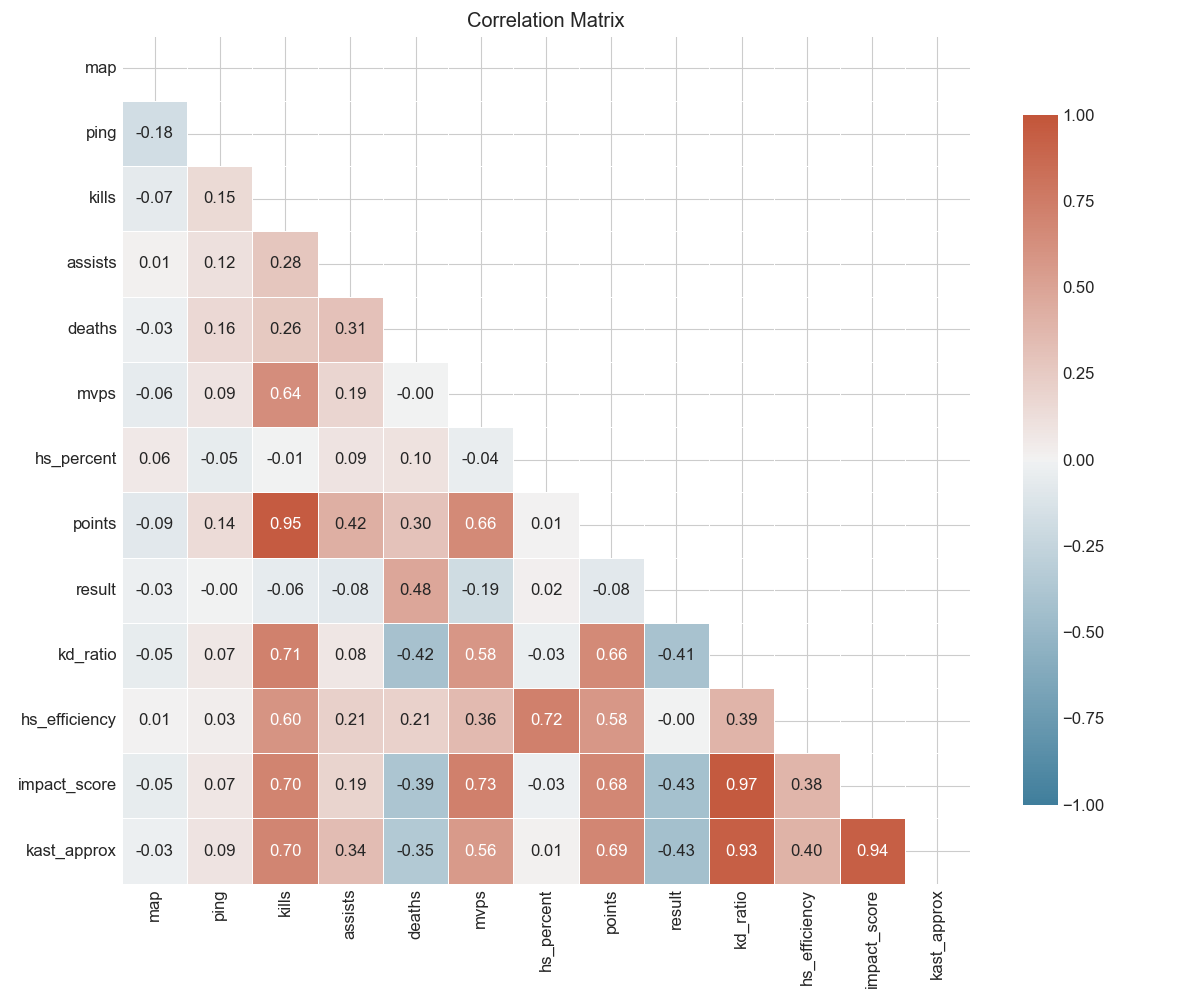 Correlation Matrix
map
ping -0.18
kills -0.07 0.15
assists 0.01 0.12 0.28
deaths -0.03 0.16 0.26 0.31
mvps -0.06 0.09 0.64 0.19 -0.00
hs_percent 0.06 -0.05 -0.01 0.09 0.10 -0.04
points -0.09 0.14 0.95 0.42 0.30 0.66 0.01
result -0.03 -0.00 -0.06 -0.08 0.48 -0.19 0.02 -0.08
kd_ratio -0.05 0.07 0.71 0.08 -0.42 0.58 -0.03 0.66 -0.41
hs_efficiency 0.01 0.03 0.60 0.21 0.21 0.36 0.72 0.58 -0.00 0.39
impact_score -0.05 0.07 0.70 0.19 -0.39 0.73 -0.03 0.68 -0.43 0.97 0.38
kast_approx -0.03 0.09 0.70 0.34 -0.35 0.56 0.01 0.69 -0.43 0.93 0.40 0.94
map ping kills assists deaths mvps hs_percent points result kd_ratio hs_efficiency impact_score kast_approx
1.00
0.75
0.50
0.25
0.00
−0.25
−0.50
−0.75
−1.00